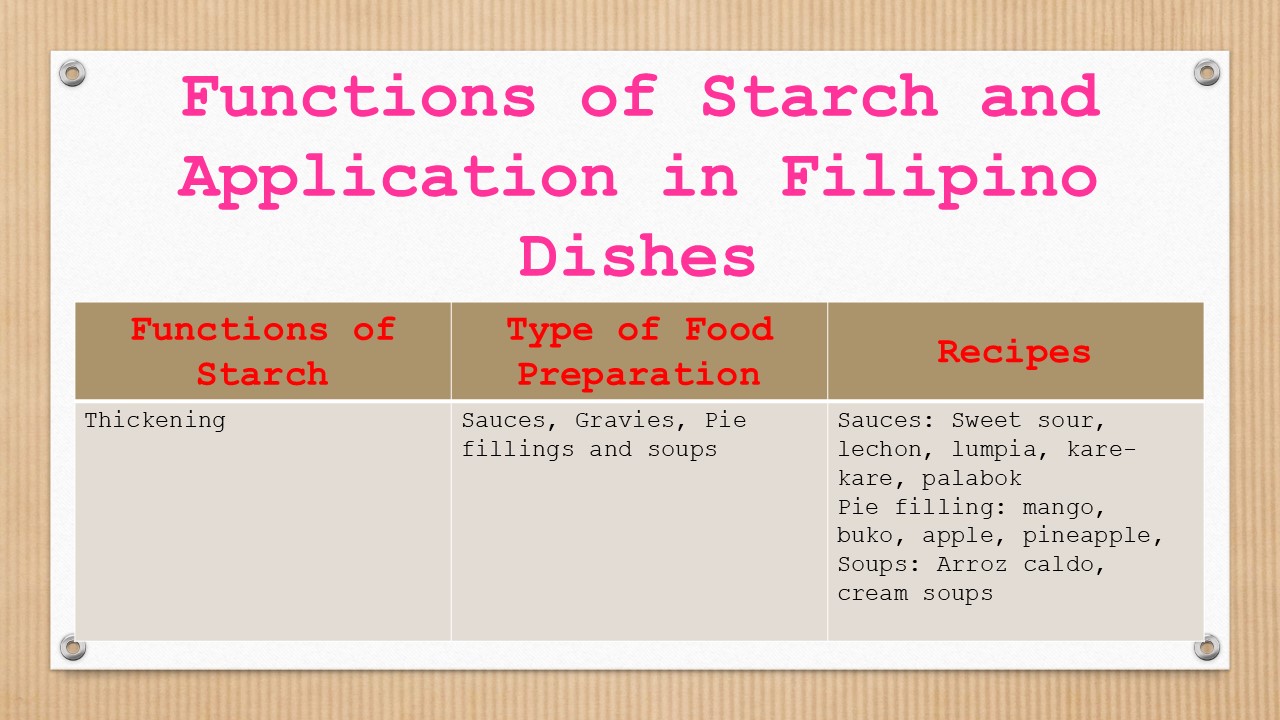 Functions of Starch and
Application in Filipino
Dishes
Functions of
Starch
Type of Food
Preparation
Recipes
Thickening
Sauces, Gravies, Pie
fillings and soups
Sauces: Sweet sour,
lechon, lumpia, kare-
kare, palabok
Pie filling: mango,
buko, apple, pineapple,
Soups: Arroz caldo,
cream soups